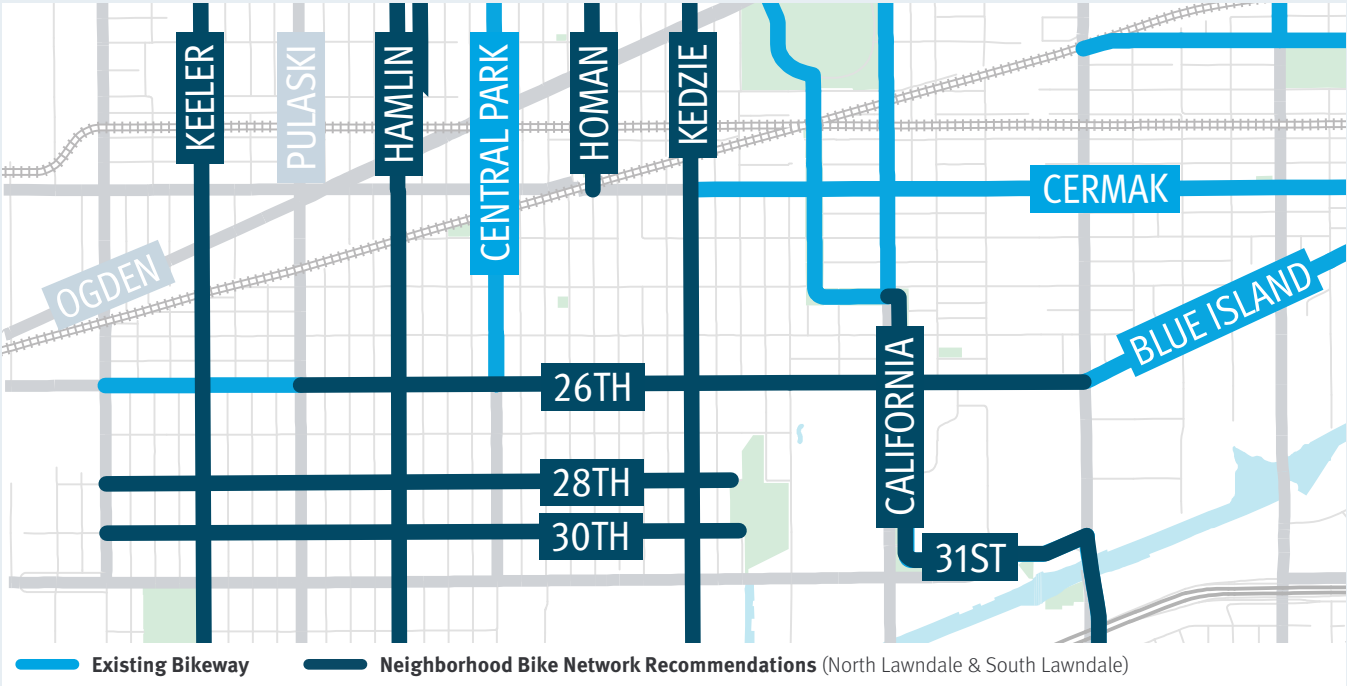 KEELER
PULASKI
HAMLIN
CENTRAL PARK
HOMAN
KEDZIE
CERMAK
OGDEN
BLUE ISLAND
26TH
CALIFORNIA
28TH
30TH
31ST
Existing Bikeway
Neighborhood Bike Network Recommendations (North Lawndale & South Lawndale)